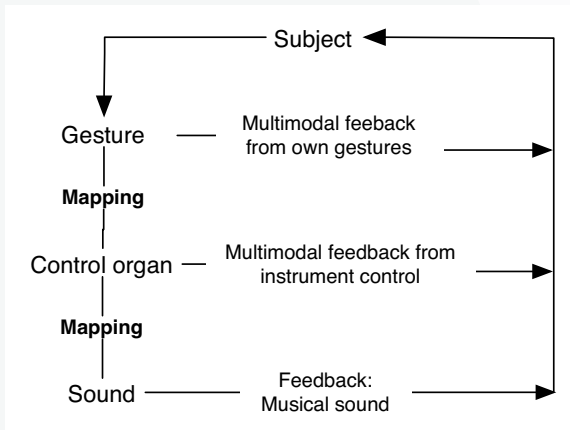 Subject
Gesture
Multimodal feeback
from own gestures
Mapping
Control organ
Multimodal feedback from
instrument control
Mapping
Sound
Feedback:
Musical sound